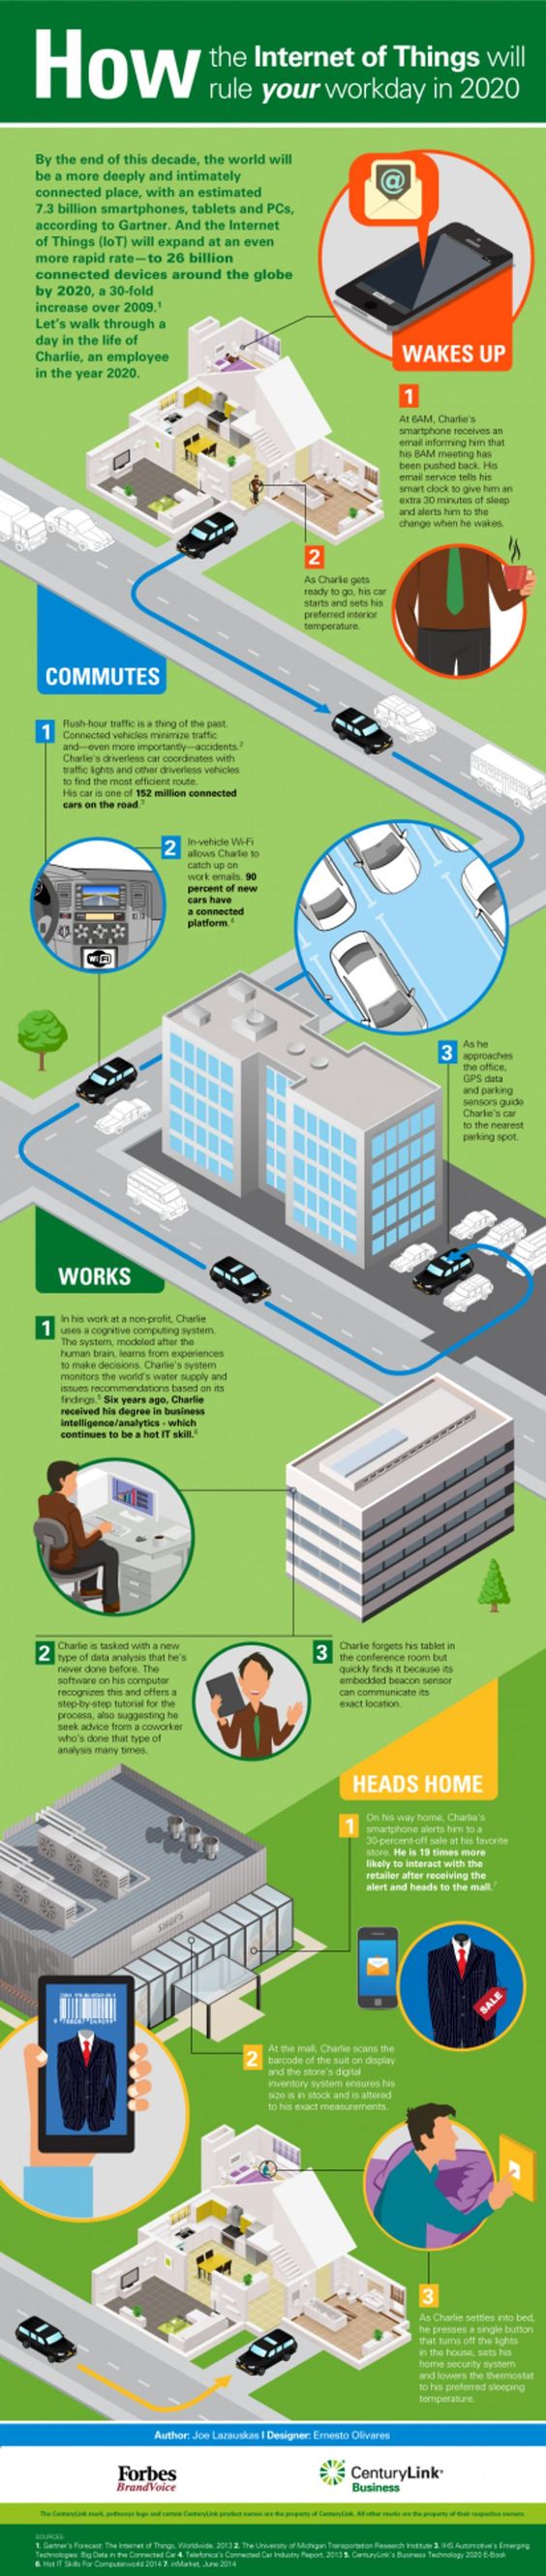 How the Internet of Things will
rule your workday in 2020
By the end of this decade, the world will
be a more deeply and intimately
connected place, with an estimated
7.3 billion smartphones, tablets and PCs,
according to Gartner. And the Internet
of Things (IoT) will expand at an even
more rapid rate—to 26 billion
connected devices around the globe
by 2020, a 30-fold
increase over 2009.¹
Let's walk through a
day in the life of
Charlie, an employee
in the year 2020.
@
WAKES UP
1
At 6AM, Charlie's
smartphone receives an
email informing him that
his 8AM meeting has
been pushed back. His
email service tells his
smart clock to give him an
extra 30 minutes of sleep
and alerts him to the
change when he wakes.
2
As Charlie gets
ready to go, his car
starts and sets his
preferred interior
temperature.
COMMUTES
1
Rush-hour traffic is a thing of the past.
Connected vehicles minimize traffic
and—even more importantly—accidents.²
Charlie's driverless car coordinates with
traffic lights and other driverless vehicles
to find the most efficient route.
His car is one of 152 million connected
cars on the road.³
2
In-vehicle Wi-Fi
allows Charlie to
catch up on
work emails. 90
percent of new
cars have
a connected
platform.⁴
WiFi
3
As he
approaches
the office,
GPS data
and parking
sensors guide
Charlie's car
to the nearest
parking spot.
WORKS
1
In his work at a non-profit, Charlie
uses a cognitive computing system.
The system, modeled after the
human brain, learns from experiences
to make decisions. Charlie's system
monitors the world's water supply and
issues recommendations based on its
findings.⁵ Six years ago, Charlie
received his degree in business
intelligence/analytics - which
continues to be a hot IT skill.⁶
2
Charlie is tasked with a new
type of data analysis that he's
never done before. The
software on his computer
recognizes this and offers a
step-by-step tutorial for the
process, also suggesting he
seek advice from a coworker
who's done that type of
analysis many times.
3
Charlie forgets his tablet in
the conference room but
quickly finds it because its
embedded beacon sensor
can communicate its
exact location.
HEADS HOME
1
On his way home, Charlie's
smartphone alerts him to a
30-percent-off sale at his favorite
store. He is 19 times more
likely to interact with the
retailer after receiving the
alert and heads to the mall.⁷
SHOPS
SALE
2
At the mall, Charlie scans the
barcode of the suit on display
and the store's digital
inventory system ensures his
size is in stock and is altered
to his exact measurements.
3
As Charlie settles into bed,
he presses a single button
that turns off the lights
in the house, sets his
home security system
and lowers the thermostat
to his preferred sleeping
temperature.
Author: Joe Lazauskas I Designer: Ernesto Olivares
Forbes
BrandVoice
CenturyLink®
Business
The CenturyLink mark, pathways logo and certain CenturyLink product names are the property of CenturyLink. All other marks are the property of their respective owners.
SOURCES:
1. Gartner's Forecast: The Internet of Things, Worldwide, 2013 2. The University of Michigan Transportation Research Institute 3. IHS Automotive's Emerging
Technologies: Big Data in the Connected Car 4. Telefonica's Connected Car Industry Report, 2013 5. CenturyLink's Business Technology 2020 E-Book
6. Hot IT Skills For Computerworld 2014 7. inMarket, June 2014